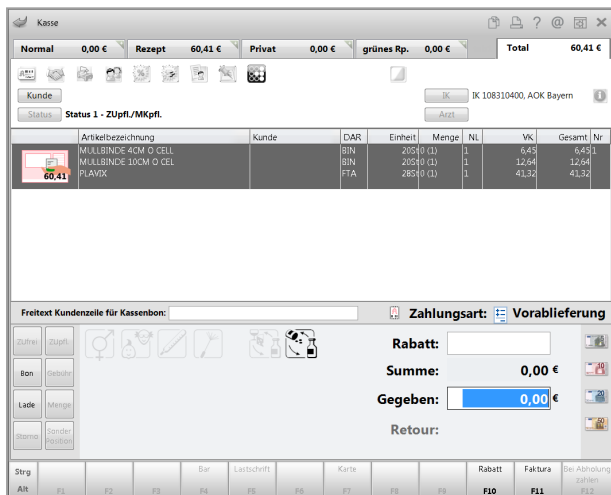 Kasse
Normal 0,00 € Rezept 60,41 € Privat 0,00 € grünes Rp. 0,00 € Total 60,41 €
Kunde IK IK 108310400, AOK Bayern
Status Status 1 - ZUpfl./MKpfl. Arzt
Artikelbezeichnung Kunde DAR Einheit Menge NL VK Gesamt Nr
MULLBINDE 4CM O CELL BIN 20St 0 (1) 1 6,45 6,45 1
MULLBINDE 10CM O CEL BIN 20St 0 (1) 1 12,64 12,64
60,41 PLAVIX FTA 28St 0 (1) 1 41,32 41,32
Freitext Kundenzeile für Kassenbon: Zahlungsart: Vorablieferung
Zufrei Zupfl
Rabatt:
Bon Gebühr
Summe: 0,00 €
Lade Menge
Gegeben: 0,00 €
Storno Sonder Position
Retour:
Strg Bar Lastschrift Karte Rabatt Faktura Bei Abholung zahlen
Alt F1 F2 F3 F4 F5 F6 F7 F8 F9 F10 F11 F12